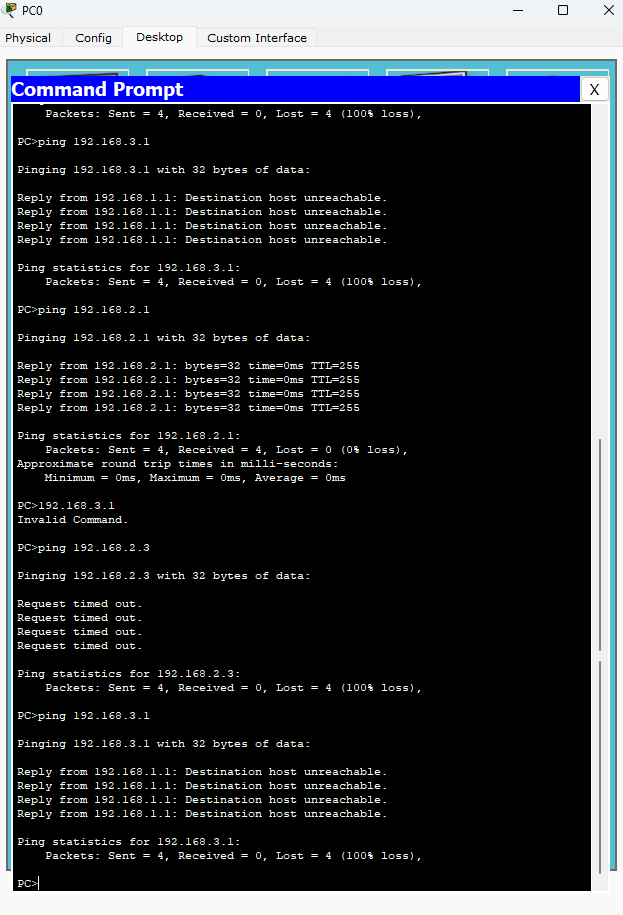 PC0
Physical Config Desktop Custom Interface
Command Prompt
X
Packets: Sent = 4, Received = 0, Lost = 4 (100% loss),
PC>ping 192.168.3.1
Pinging 192.168.3.1 with 32 bytes of data:
Reply from 192.168.1.1: Destination host unreachable.
Reply from 192.168.1.1: Destination host unreachable.
Reply from 192.168.1.1: Destination host unreachable.
Reply from 192.168.1.1: Destination host unreachable.
Ping statistics for 192.168.3.1:
Packets: Sent = 4, Received = 0, Lost = 4 (100% loss),
PC>ping 192.168.2.1
Pinging 192.168.2.1 with 32 bytes of data:
Reply from 192.168.2.1: bytes=32 time=0ms TTL=255
Reply from 192.168.2.1: bytes=32 time=0ms TTL=255
Reply from 192.168.2.1: bytes=32 time=0ms TTL=255
Reply from 192.168.2.1: bytes=32 time=0ms TTL=255
Ping statistics for 192.168.2.1:
Packets: Sent = 4, Received = 4, Lost = 0 (0% loss),
Approximate round trip times in milli-seconds:
Minimum = 0ms, Maximum = 0ms, Average = 0ms
PC>192.168.3.1
Invalid Command.
PC>ping 192.168.2.3
Pinging 192.168.2.3 with 32 bytes of data:
Request timed out.
Request timed out.
Request timed out.
Request timed out.
Ping statistics for 192.168.2.3:
Packets: Sent = 4, Received = 0, Lost = 4 (100% loss),
PC>ping 192.168.3.1
Pinging 192.168.3.1 with 32 bytes of data:
Reply from 192.168.1.1: Destination host unreachable.
Reply from 192.168.1.1: Destination host unreachable.
Reply from 192.168.1.1: Destination host unreachable.
Reply from 192.168.1.1: Destination host unreachable.
Ping statistics for 192.168.3.1:
Packets: Sent = 4, Received = 0, Lost = 4 (100% loss),
PC>